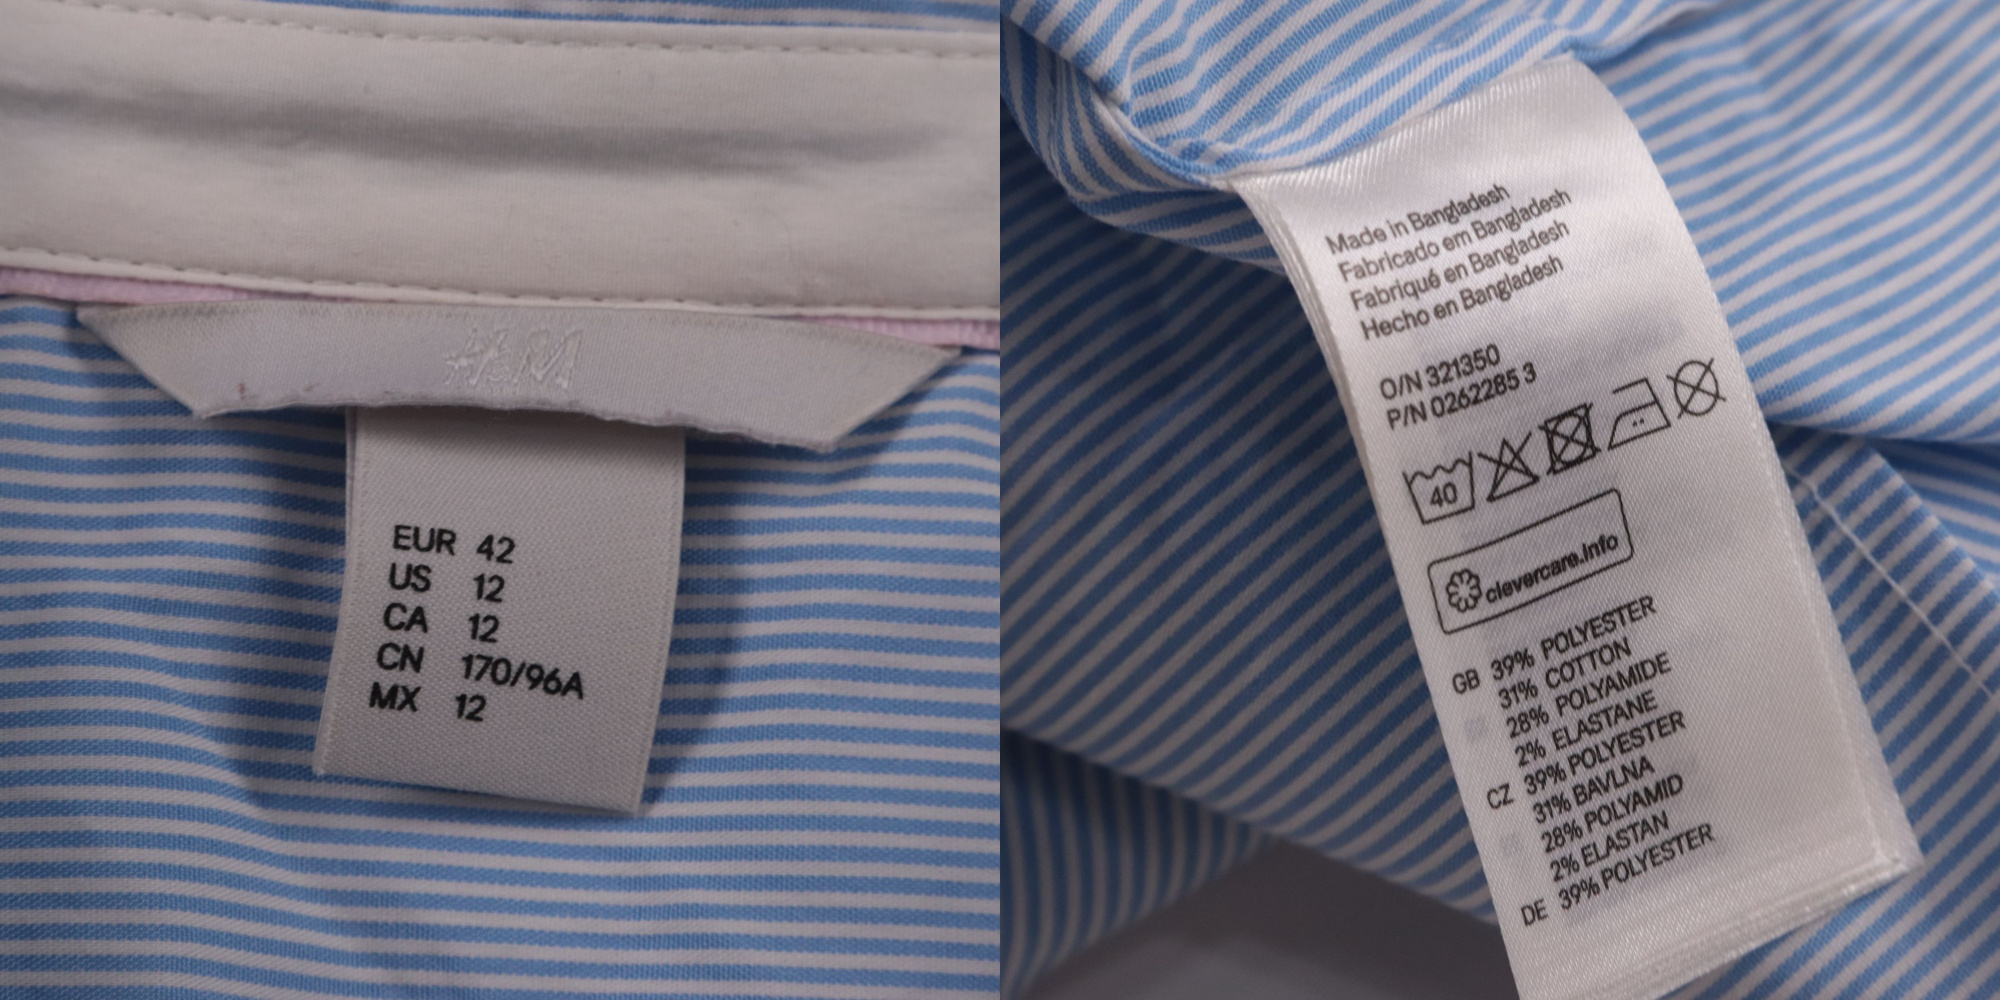 H&M
EUR 42
US 12
CA 12
CN 170/96A
MX 12
Made in Bangladesh
Fabricado em Bangladesh
Fabriqué en Bangladesh
Hecho en Bangladesh
O/N 321350
P/N 0262285 3
40
clevercare.info
GB 39% POLYESTER
31% COTTON
28% POLYAMIDE
2% ELASTANE
CZ 39% POLYESTER
31% BAVLNA
28% POLYAMID
2% ELASTAN
DE 39% POLYESTER